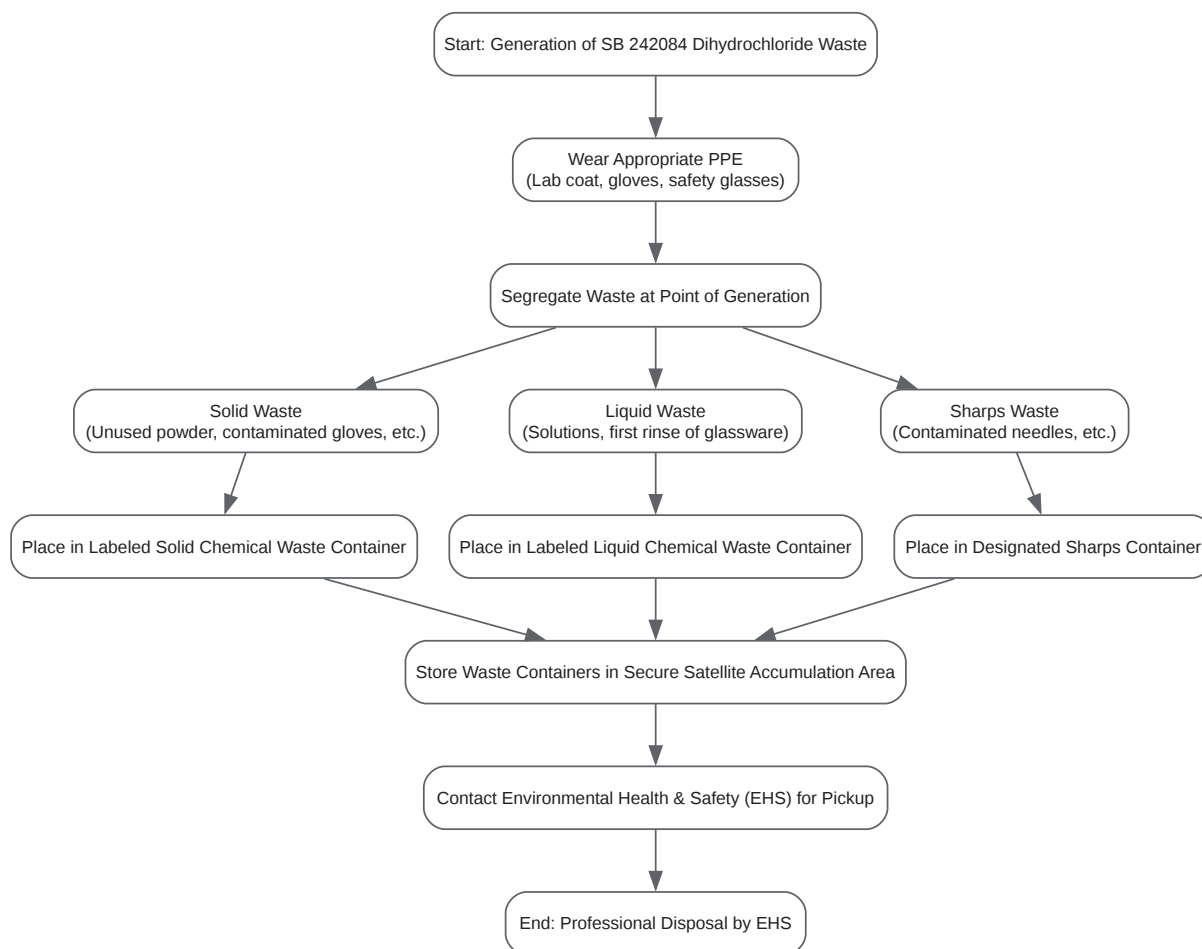 Start: Generation of SB 242084 Dihydrochloride Waste
Wear Appropriate PPE
(Lab coat, gloves, safety glasses)
Segregate Waste at Point of Generation
Solid Waste
(Unused powder, contaminated gloves, etc.)
Liquid Waste
(Solutions, first rinse of glassware)
Sharps Waste
(Contaminated needles, etc.)
Place in Labeled Solid Chemical Waste Container
Place in Labeled Liquid Chemical Waste Container
Place in Designated Sharps Container
Store Waste Containers in Secure Satellite Accumulation Area
Contact Environmental Health & Safety (EHS) for Pickup
End: Professional Disposal by EHS